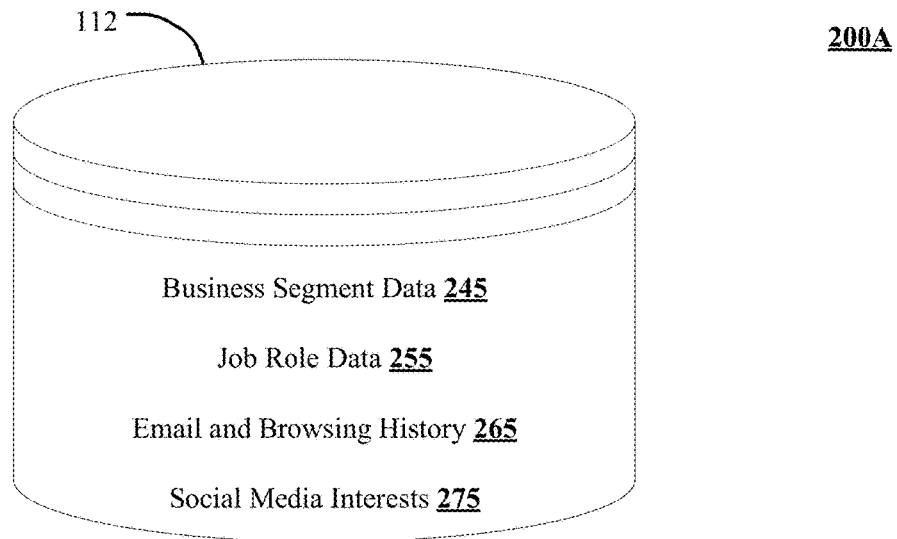 112
200A
Business Segment Data 245
Job Role Data 255
Email and Browsing History 265
Social Media Interests 275